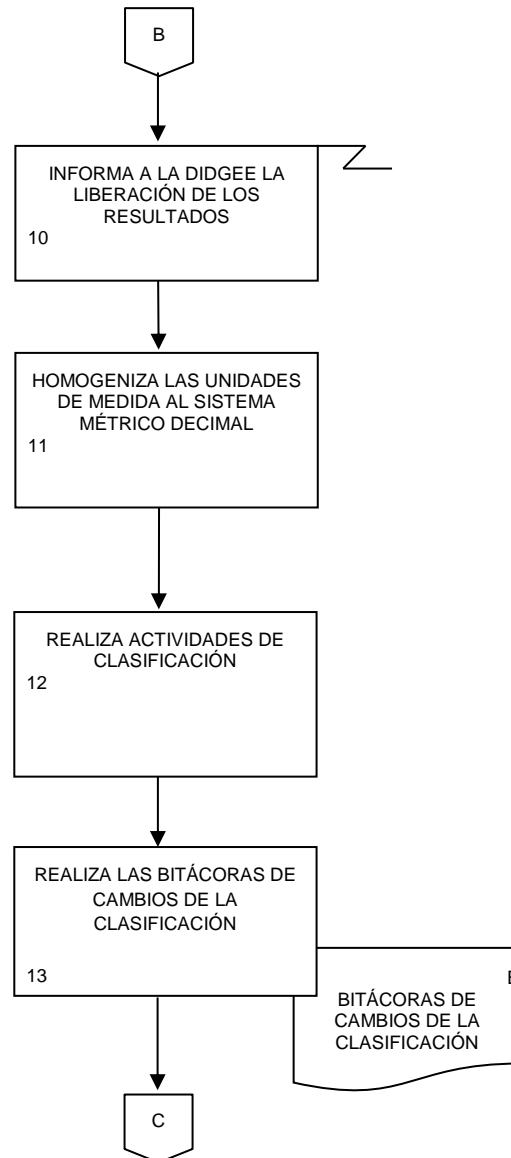 B
INFORMA A LA DIDGEE LA
LIBERACIÓN DE LOS
RESULTADOS
10
HOMOGENIZA LAS UNIDADES
DE MEDIDA AL SISTEMA
MÉTRICO DECIMAL
11
REALIZA ACTIVIDADES DE
CLASIFICACIÓN
12
REALIZA LAS BITÁCORAS DE
CAMBIOS DE LA
CLASIFICACIÓN
13
BITÁCORAS DE
CAMBIOS DE LA
CLASIFICACIÓN
C